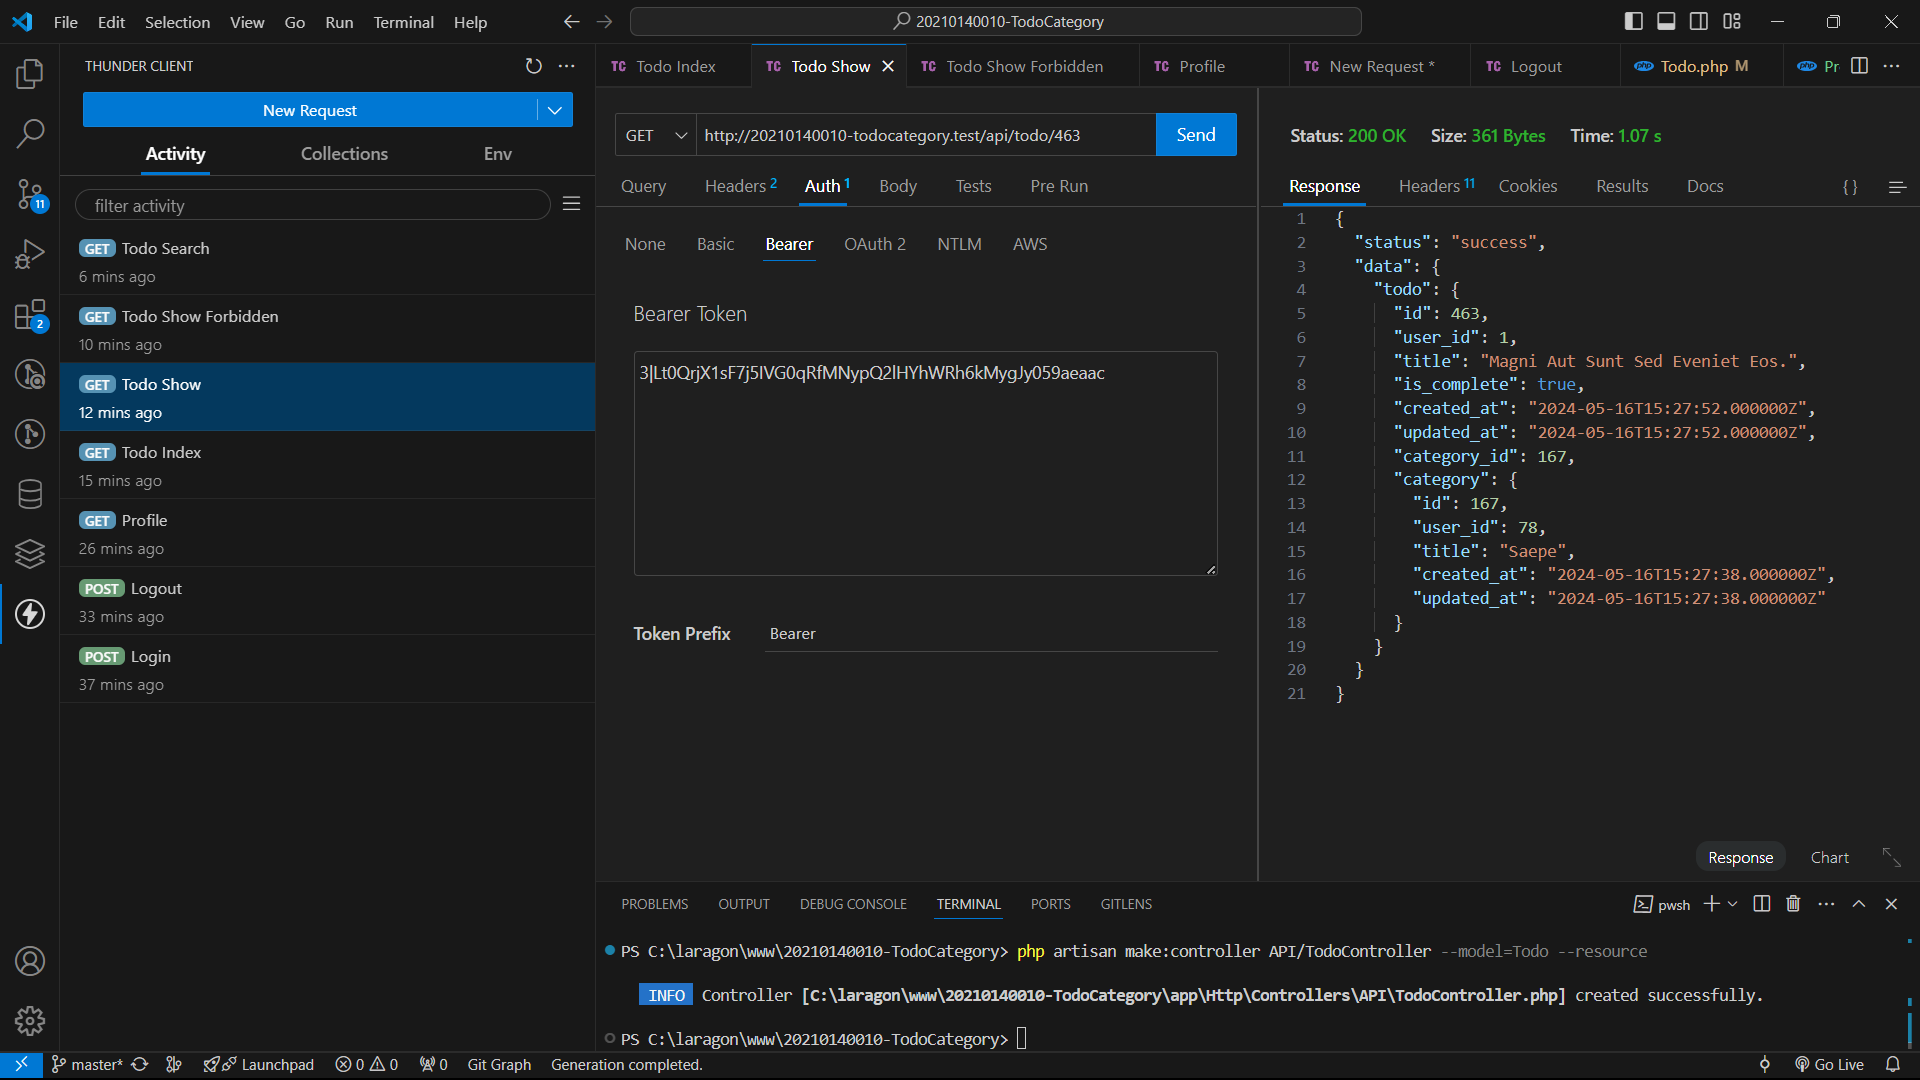 File Edit Selection View Go Run Terminal Help
20210140010-TodoCategory
THUNDER CLIENT
New Request
Activity Collections Env
filter activity
GET Todo Search
6 mins ago
GET Todo Show Forbidden
10 mins ago
GET Todo Show
12 mins ago
GET Todo Index
15 mins ago
GET Profile
26 mins ago
POST Logout
33 mins ago
POST Login
37 mins ago
11
2
TC Todo Index TC Todo Show TC Todo Show Forbidden TC Profile TC New Request * TC Logout php Todo.php M php Pr
GET http://20210140010-todocategory.test/api/todo/463 Send
Query Headers 2 Auth 1 Body Tests Pre Run
None Basic Bearer OAuth 2 NTLM AWS
Bearer Token
3|Lt0QrjX1sF7j5IVG0qRfMNypQ2lHYhWRh6kMygJy059aeaac
Token Prefix Bearer
Status: 200 OK Size: 361 Bytes Time: 1.07 s
Response Headers 11 Cookies Results Docs { }
1 {
2 "status": "success",
3 "data": {
4 "todo": {
5 "id": 463,
6 "user_id": 1,
7 "title": "Magni Aut Sunt Sed Eveniet Eos.",
8 "is_complete": true,
9 "created_at": "2024-05-16T15:27:52.000000Z",
10 "updated_at": "2024-05-16T15:27:52.000000Z",
11 "category_id": 167,
12 "category": {
13 "id": 167,
14 "user_id": 78,
15 "title": "Saepe",
16 "created_at": "2024-05-16T15:27:38.000000Z",
17 "updated_at": "2024-05-16T15:27:38.000000Z"
18 }
19 }
20 }
21 }
Response Chart
PROBLEMS OUTPUT DEBUG CONSOLE TERMINAL PORTS GITLENS
pwsh
PS C:\laragon\www\20210140010-TodoCategory> php artisan make:controller API/TodoController --model=Todo --resource
INFO Controller [C:\laragon\www\20210140010-TodoCategory\app\Http\Controllers\API\TodoController.php] created successfully.
PS C:\laragon\www\20210140010-TodoCategory>
master* Launchpad 0 0 0 Git Graph Generation completed. Go Live